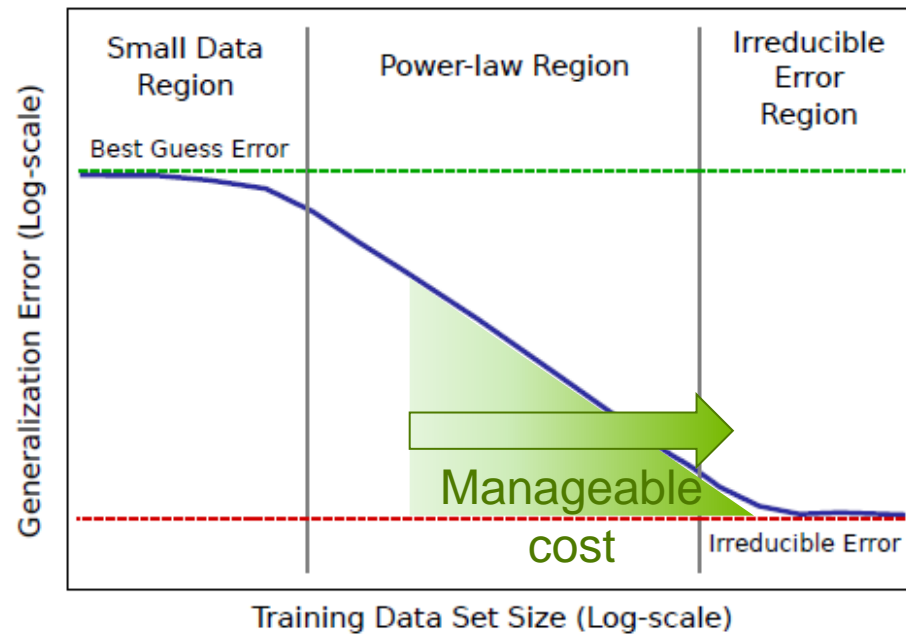 Small Data
Region
Power-law Region
Irreducible
Error
Region
Best Guess Error
Generalization Error (Log-scale)
Manageable
cost
Irreducible Error
Training Data Set Size (Log-scale)